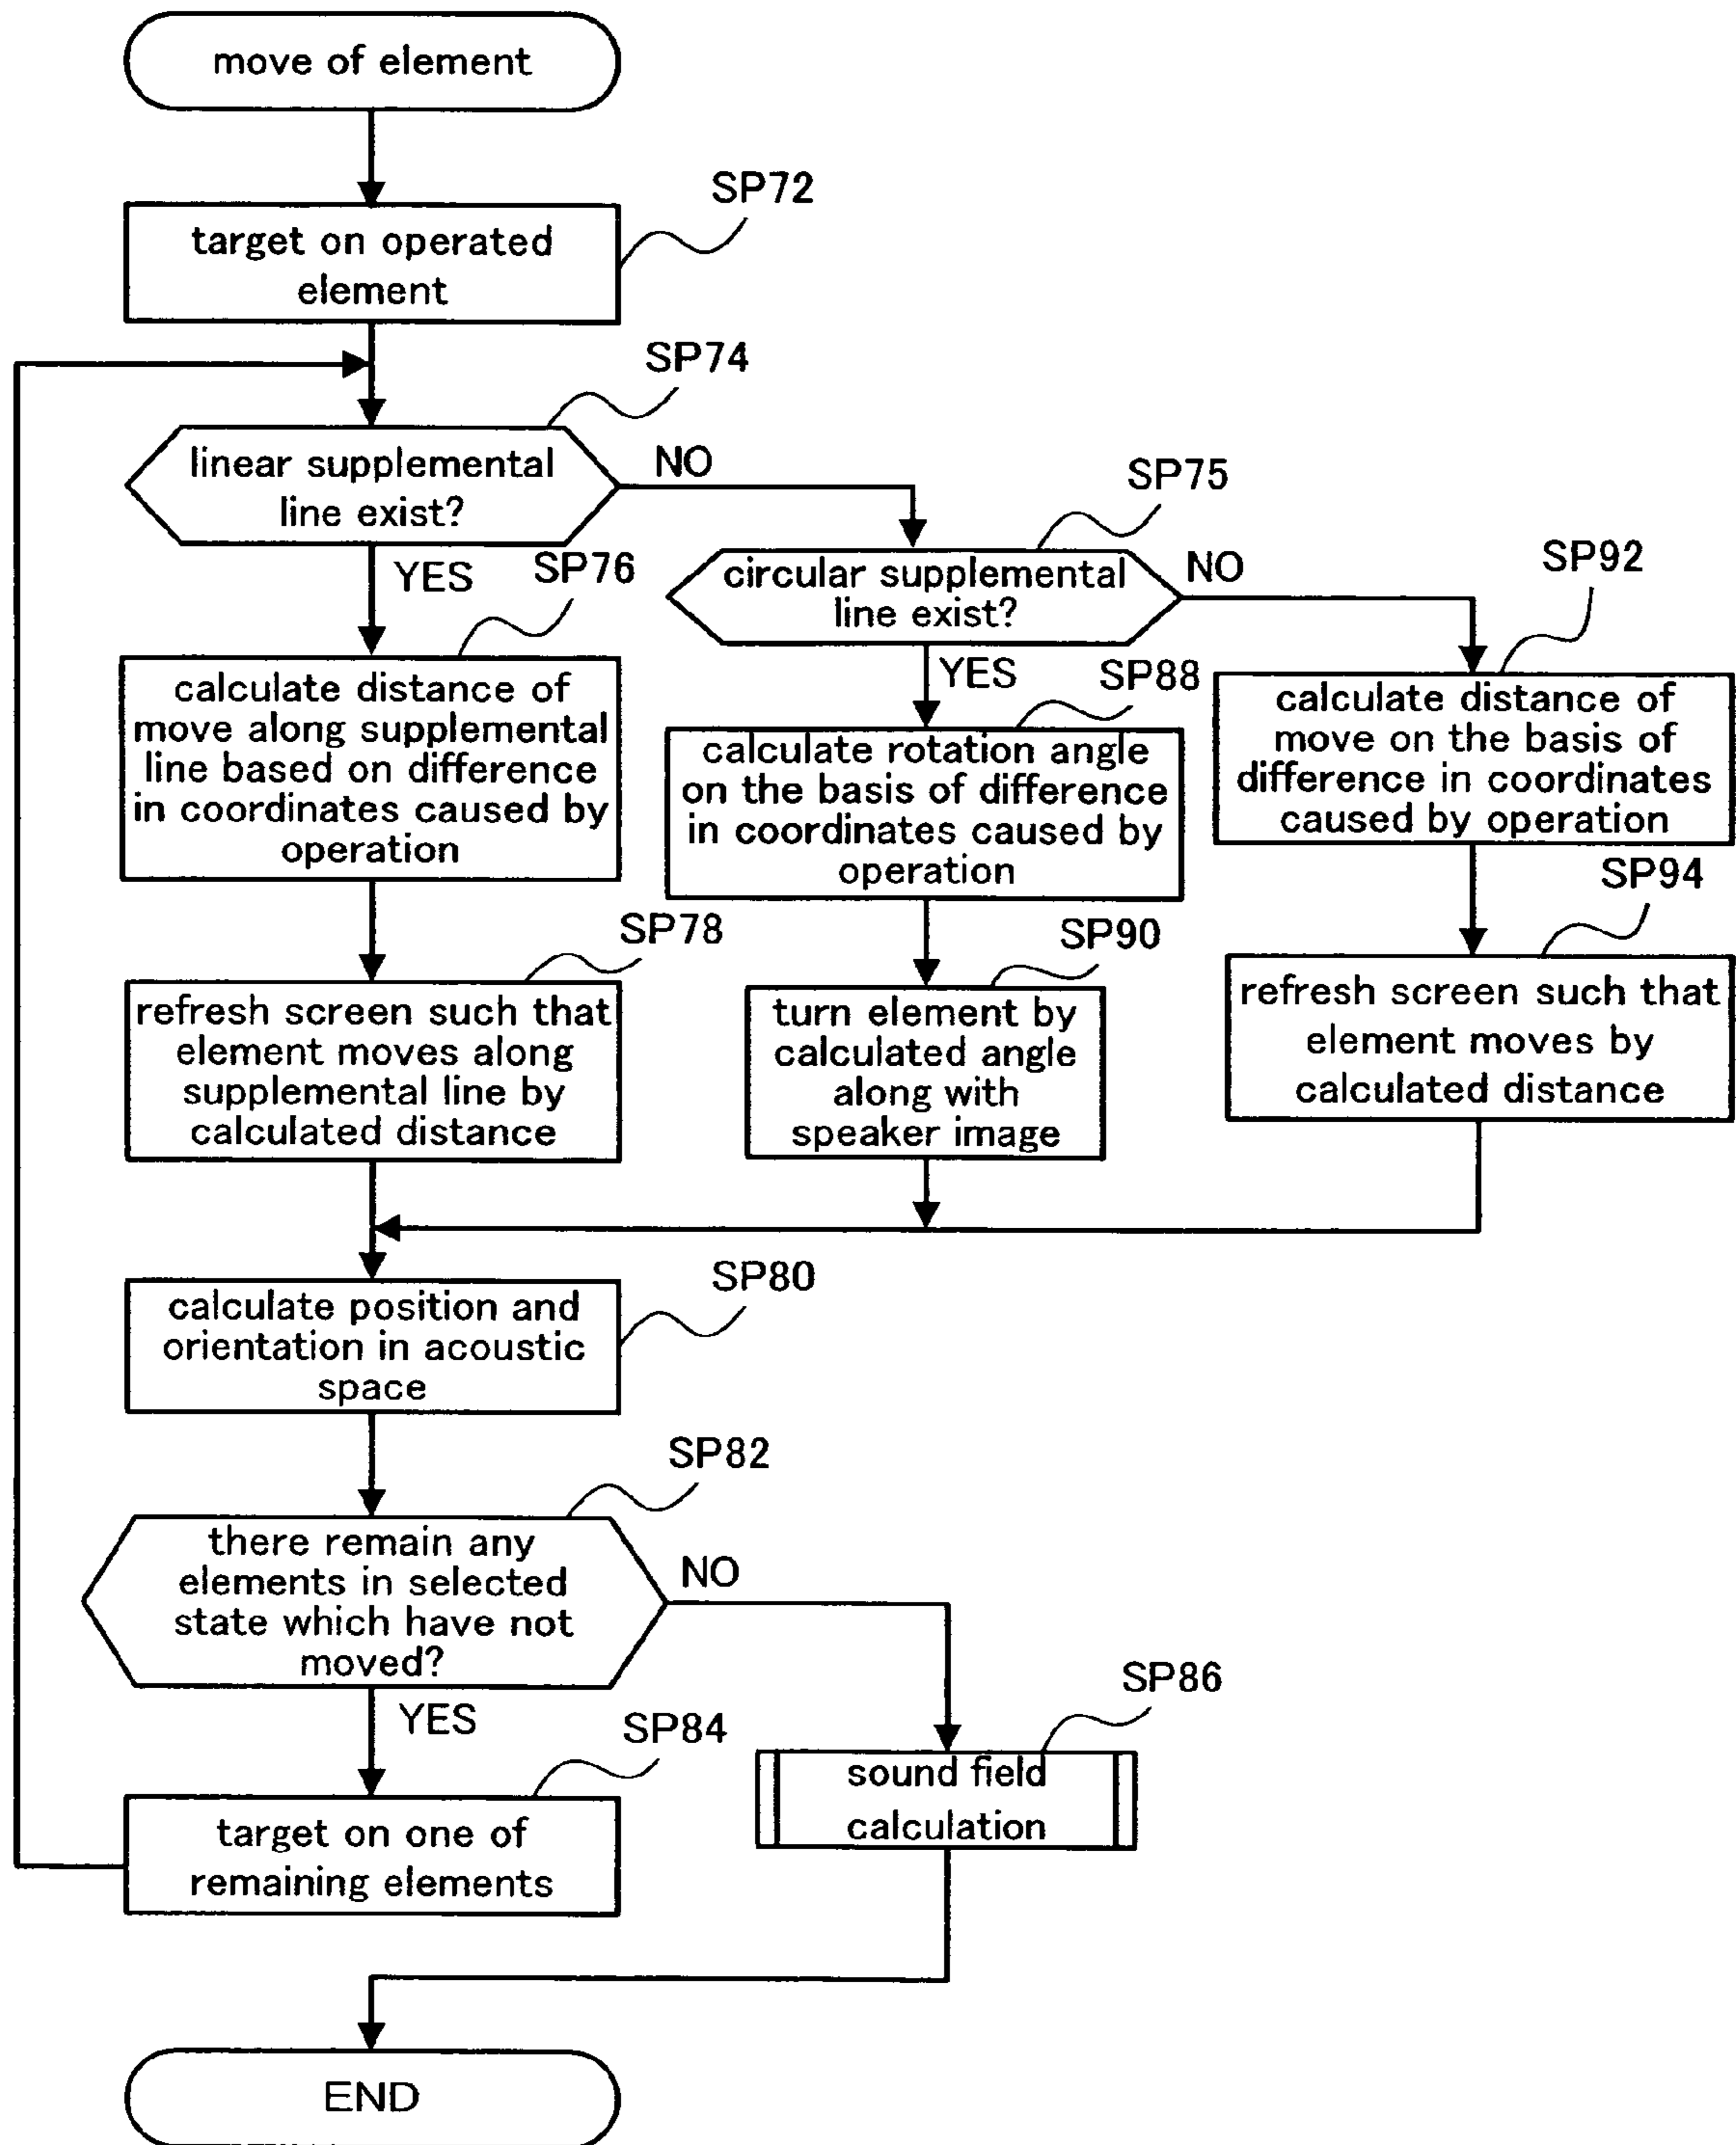 move of element
SP72
target on operated
element
SP74
linear supplemental
line exist?
NO
YES
SP75
circular supplemental
line exist?
NO
YES
SP76
calculate distance of
move along supplemental
line based on difference
in coordinates caused by
operation
SP88
calculate rotation angle
on the basis of difference
in coordinates caused by
operation
SP92
calculate distance of
move on the basis of
difference in coordinates
caused by operation
SP78
refresh screen such that
element moves along
supplemental line by
calculated distance
SP90
turn element by
calculated angle
along with
speaker image
SP94
refresh screen such that
element moves by
calculated distance
SP80
calculate position and
orientation in acoustic
space
SP82
there remain any
elements in selected
state which have not
moved?
NO
YES
SP84
target on one of
remaining elements
SP86
sound field
calculation
END